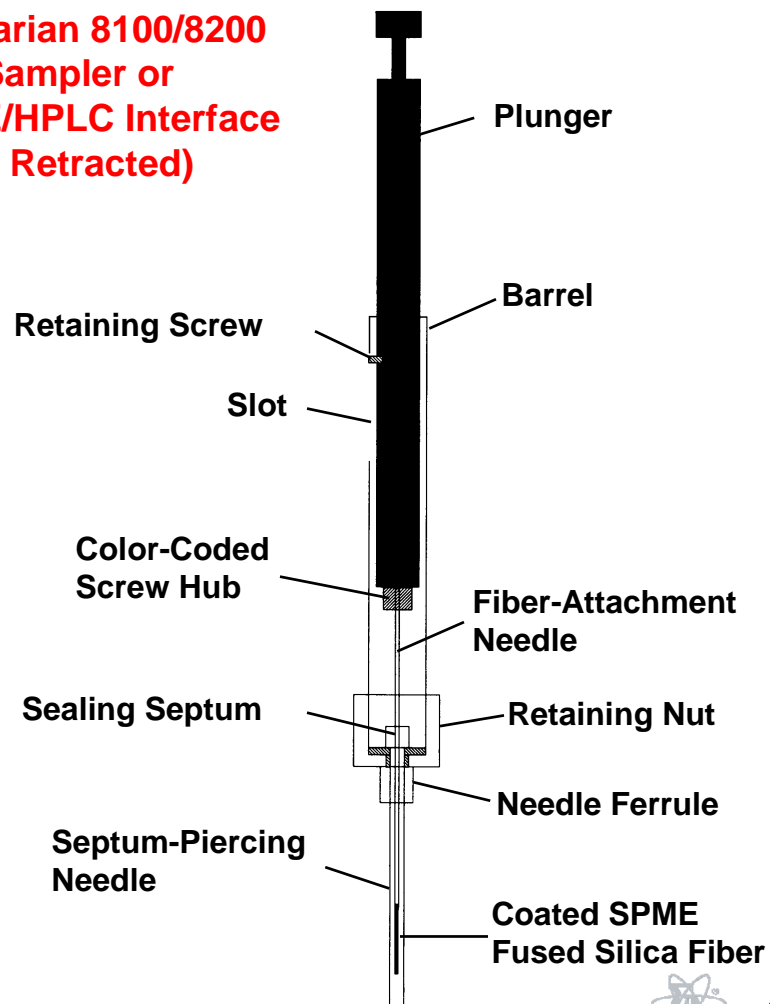 arian 8100/8200
Sampler or
/HPLC Interface
Retracted)
Plunger
Barrel
Retaining Screw
Slot
Color-Coded
Screw Hub
Fiber-Attachment
Needle
Sealing Septum
Retaining Nut
Needle Ferrule
Septum-Piercing
Needle
Coated SPME
Fused Silica Fiber